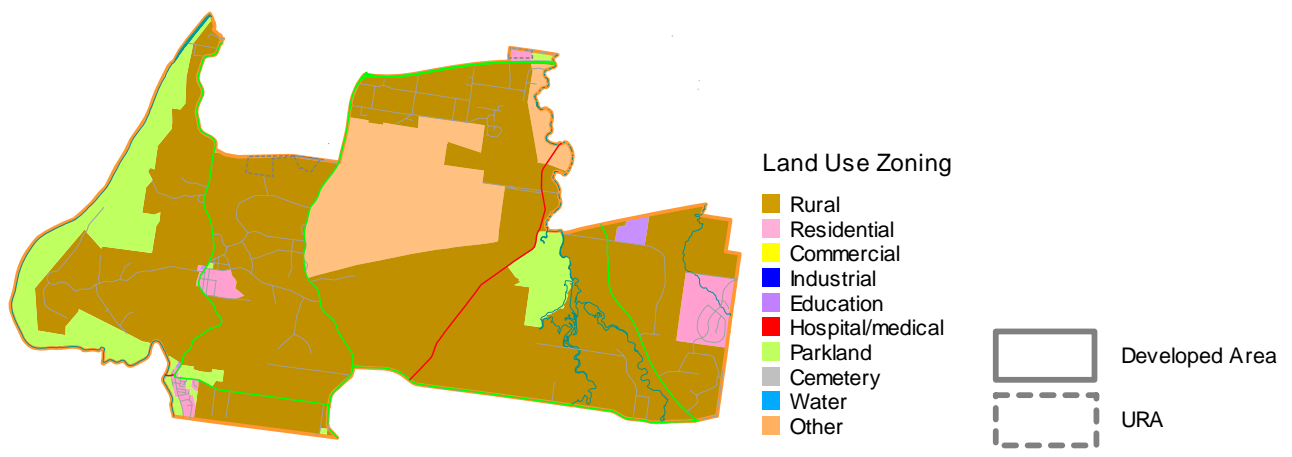 Land Use Zoning
Rural
Residential
Commercial
Industrial
Education
Hospital/medical
Parkland
Cemetery
Water
Other
Developed Area
URA